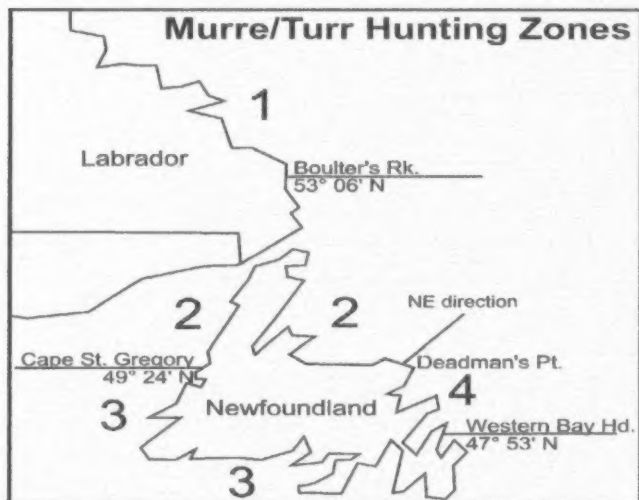 Murre/Turr Hunting Zones
1
Labrador
Boulter's Rk.
53° 06' N
2
2
NE direction
Cape St. Gregory
49° 24' N
Deadman's Pt.
3
Newfoundland
4
Western Bay Hd.
47° 53' N
3